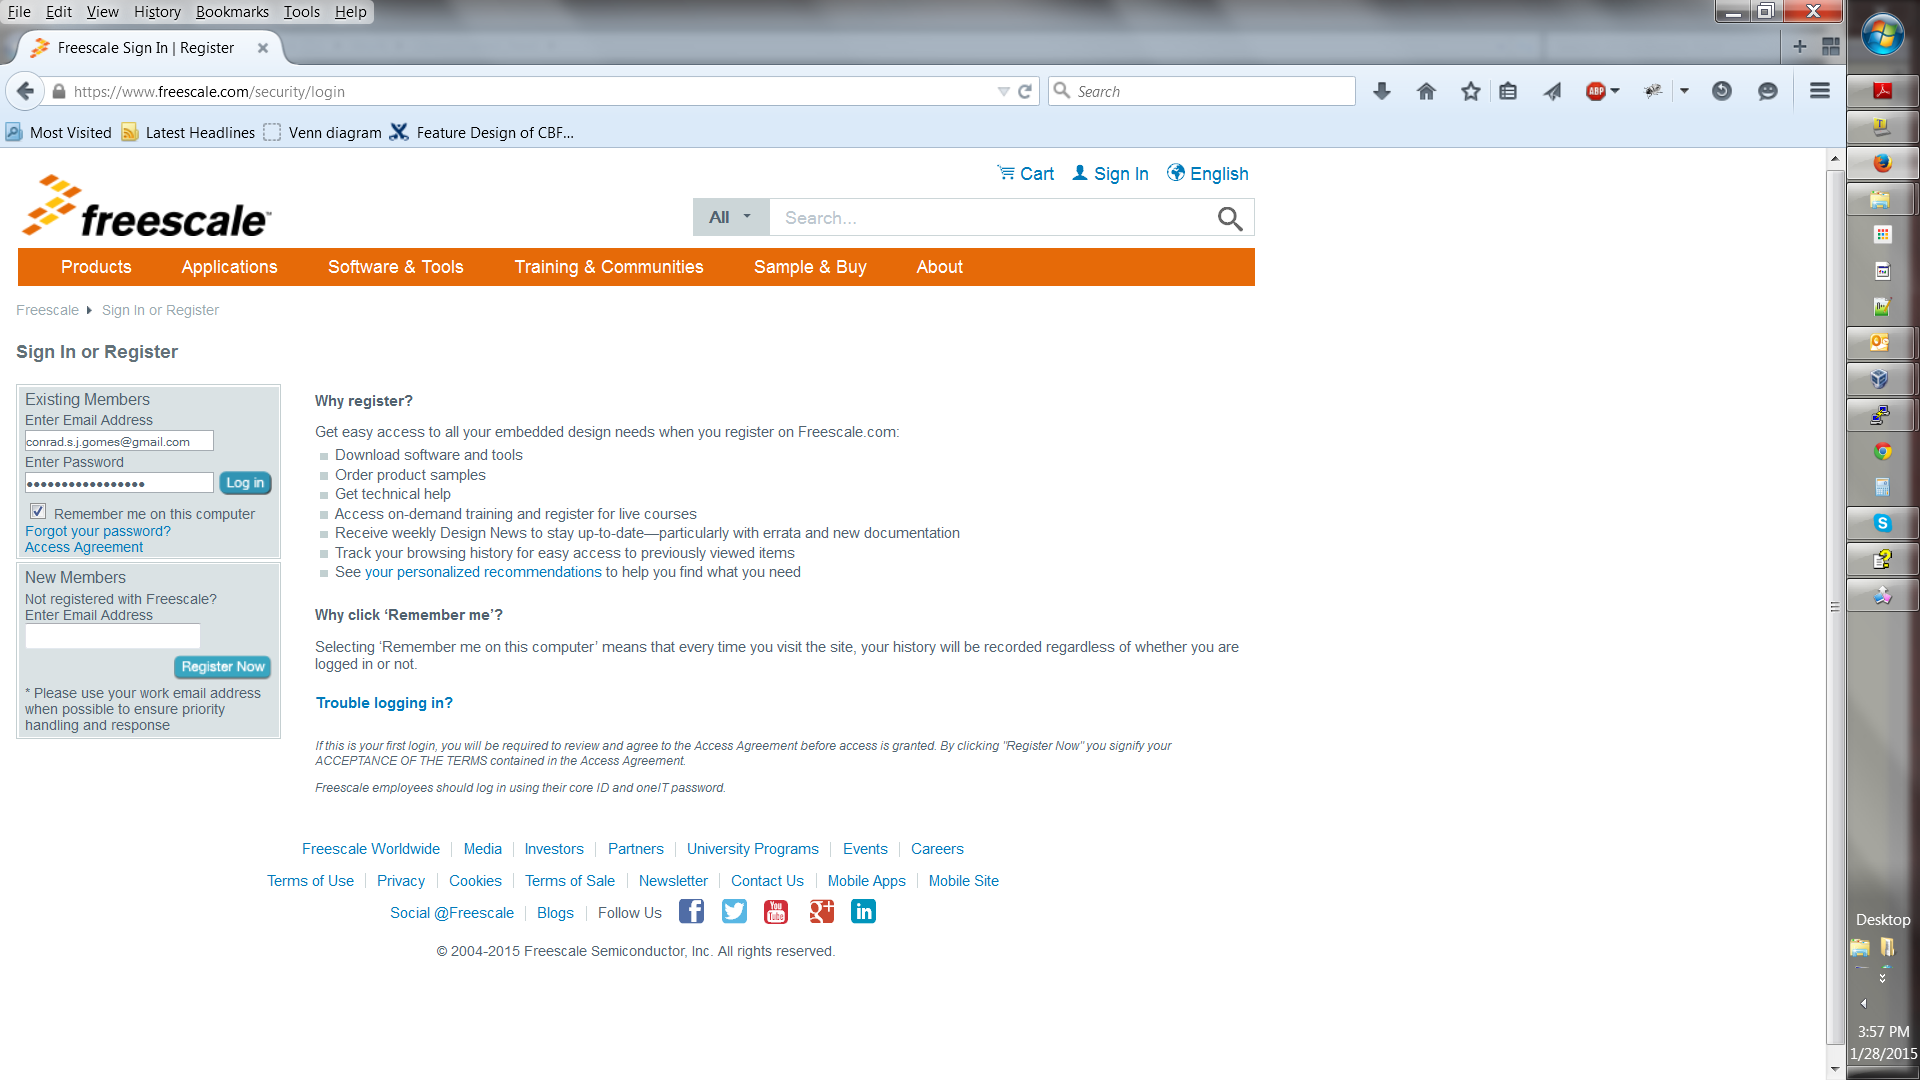 File Edit View History Bookmarks Tools Help
Freescale Sign In | Register
https://www.freescale.com/security/login
Search
ABP
Most Visited Latest Headlines Venn diagram Feature Design of CBF...
Cart Sign In English
freescale™
All Search...
Products Applications Software & Tools Training & Communities Sample & Buy About
Freescale Sign In or Register
Sign In or Register
Existing Members
Enter Email Address
conrad.s.j.gomes@gmail.com
Enter Password
•••••••••••••••••
Log in
Remember me on this computer
Forgot your password?
Access Agreement
New Members
Not registered with Freescale?
Enter Email Address
Register Now
* Please use your work email address
when possible to ensure priority
handling and response
Why register?
Get easy access to all your embedded design needs when you register on Freescale.com:
Download software and tools
Order product samples
Get technical help
Access on-demand training and register for live courses
Receive weekly Design News to stay up-to-date—particularly with errata and new documentation
Track your browsing history for easy access to previously viewed items
See your personalized recommendations to help you find what you need
Why click ‘Remember me’?
Selecting ‘Remember me on this computer’ means that every time you visit the site, your history will be recorded regardless of whether you are
logged in or not.
Trouble logging in?
If this is your first login, you will be required to review and agree to the Access Agreement before access is granted. By clicking "Register Now" you signify your
ACCEPTANCE OF THE TERMS contained in the Access Agreement.
Freescale employees should log in using their core ID and oneIT password.
Freescale Worldwide Media Investors Partners University Programs Events Careers
Terms of Use Privacy Cookies Terms of Sale Newsletter Contact Us Mobile Apps Mobile Site
Social @Freescale Blogs Follow Us
© 2004-2015 Freescale Semiconductor, Inc. All rights reserved.
Desktop
3:57 PM
1/28/2015